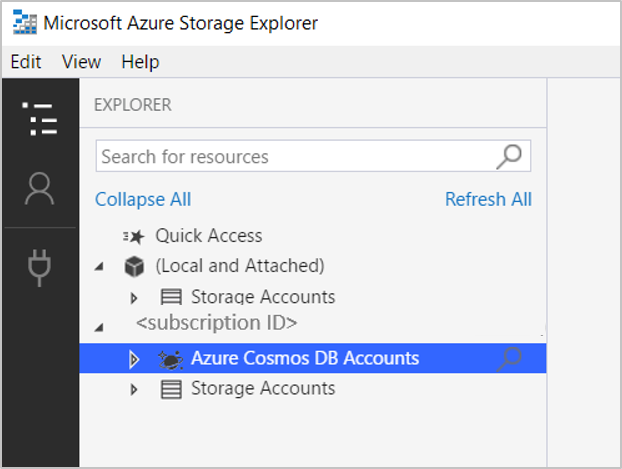 Microsoft Azure Storage Explorer
Edit View Help
EXPLORER
Search for resources
Collapse All Refresh All
Quick Access
(Local and Attached)
Storage Accounts
<subscription ID>
Azure Cosmos DB Accounts
Storage Accounts